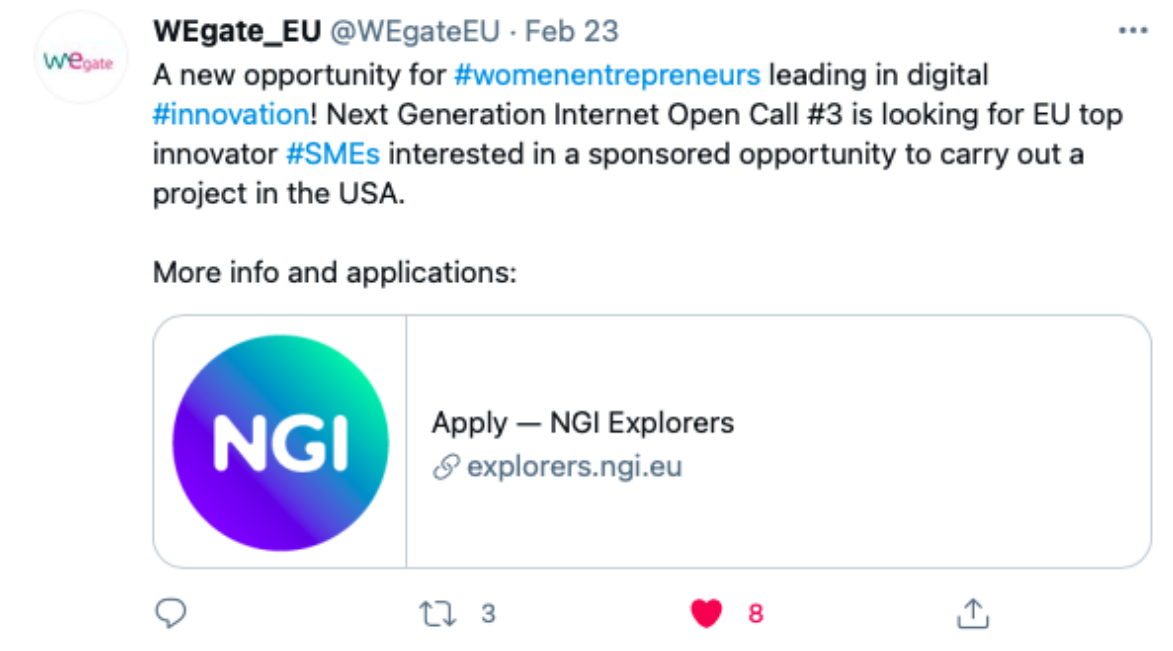 WEgate_EU @WEgateEU · Feb 23
WEgate
A new opportunity for #womenentrepreneurs leading in digital
#innovation! Next Generation Internet Open Call #3 is looking for EU top
innovator #SMEs interested in a sponsored opportunity to carry out a
project in the USA.
More info and applications:
NGI
Apply — NGI Explorers
explorers.ngi.eu
3 8